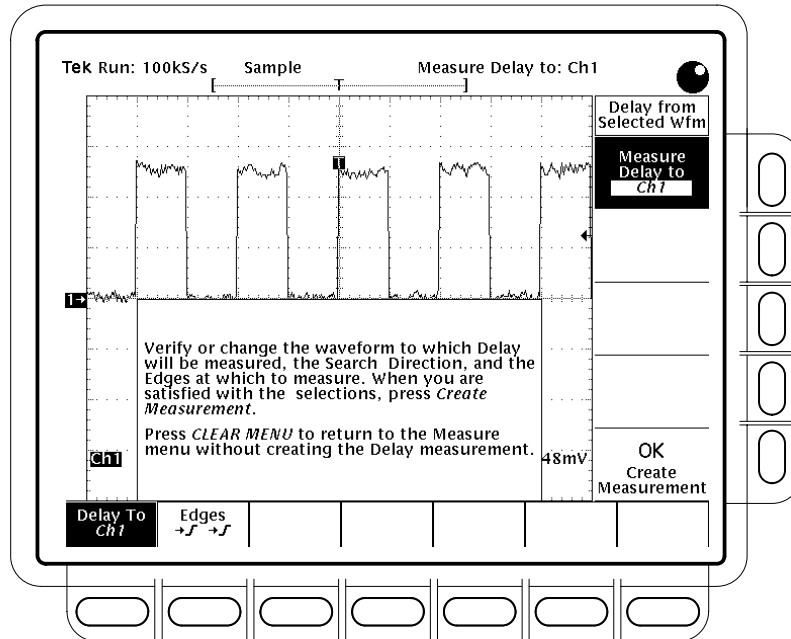 Tek Run: 100kS/s Sample Measure Delay to: Ch1
[ T ]
Delay from
Selected Wfm
Measure
Delay to
Ch1
T
1→
Verify or change the waveform to which Delay
will be measured, the Search Direction, and the
Edges at which to measure. When you are
satisfied with the selections, press Create
Measurement.
Press CLEAR MENU to return to the Measure
menu without creating the Delay measurement.
Ch1
48mV
OK
Create
Measurement
Delay To
Ch1
Edges